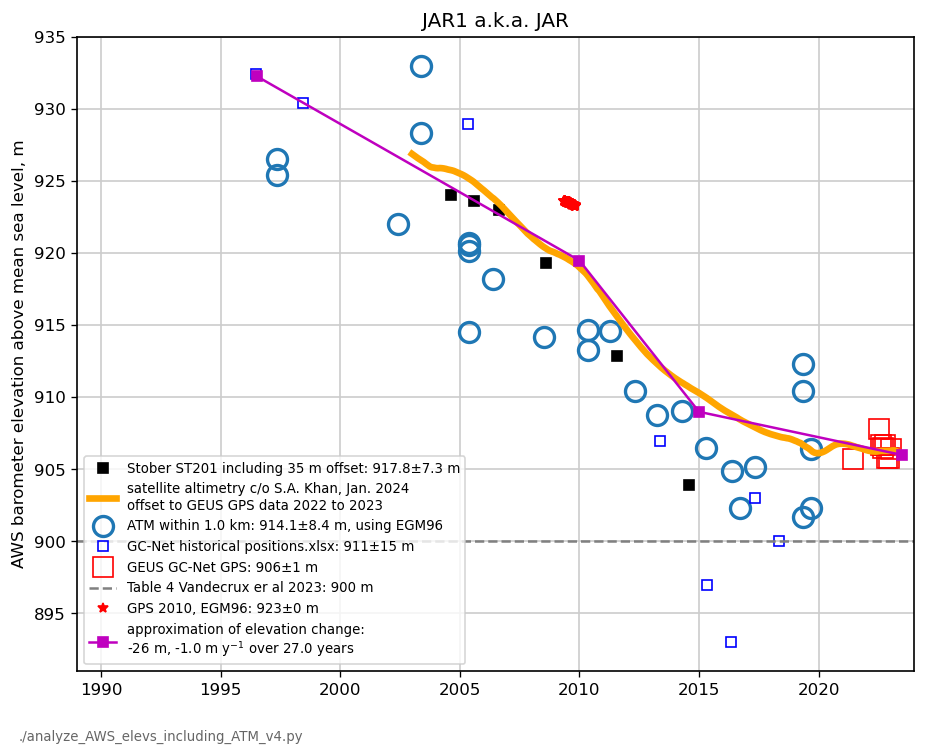 JAR1 a.k.a. JAR
AWS barometer elevation above mean sea level, m
935
930
925
920
915
910
905
900
895
Stober ST201 including 35 m offset: 917.8±7.3 m
satellite altimetry c/o S.A. Khan, Jan. 2024
offset to GEUS GPS data 2022 to 2023
ATM within 1.0 km: 914.1±8.4 m, using EGM96
GC-Net historical positions.xlsx: 911±15 m
GEUS GC-Net GPS: 906±1 m
Table 4 Vandecrux er al 2023: 900 m
GPS 2010, EGM96: 923±0 m
approximation of elevation change:
-26 m, -1.0 m y⁻¹ over 27.0 years
1990 1995 2000 2005 2010 2015 2020
./analyze_AWS_elevs_including_ATM_v4.py